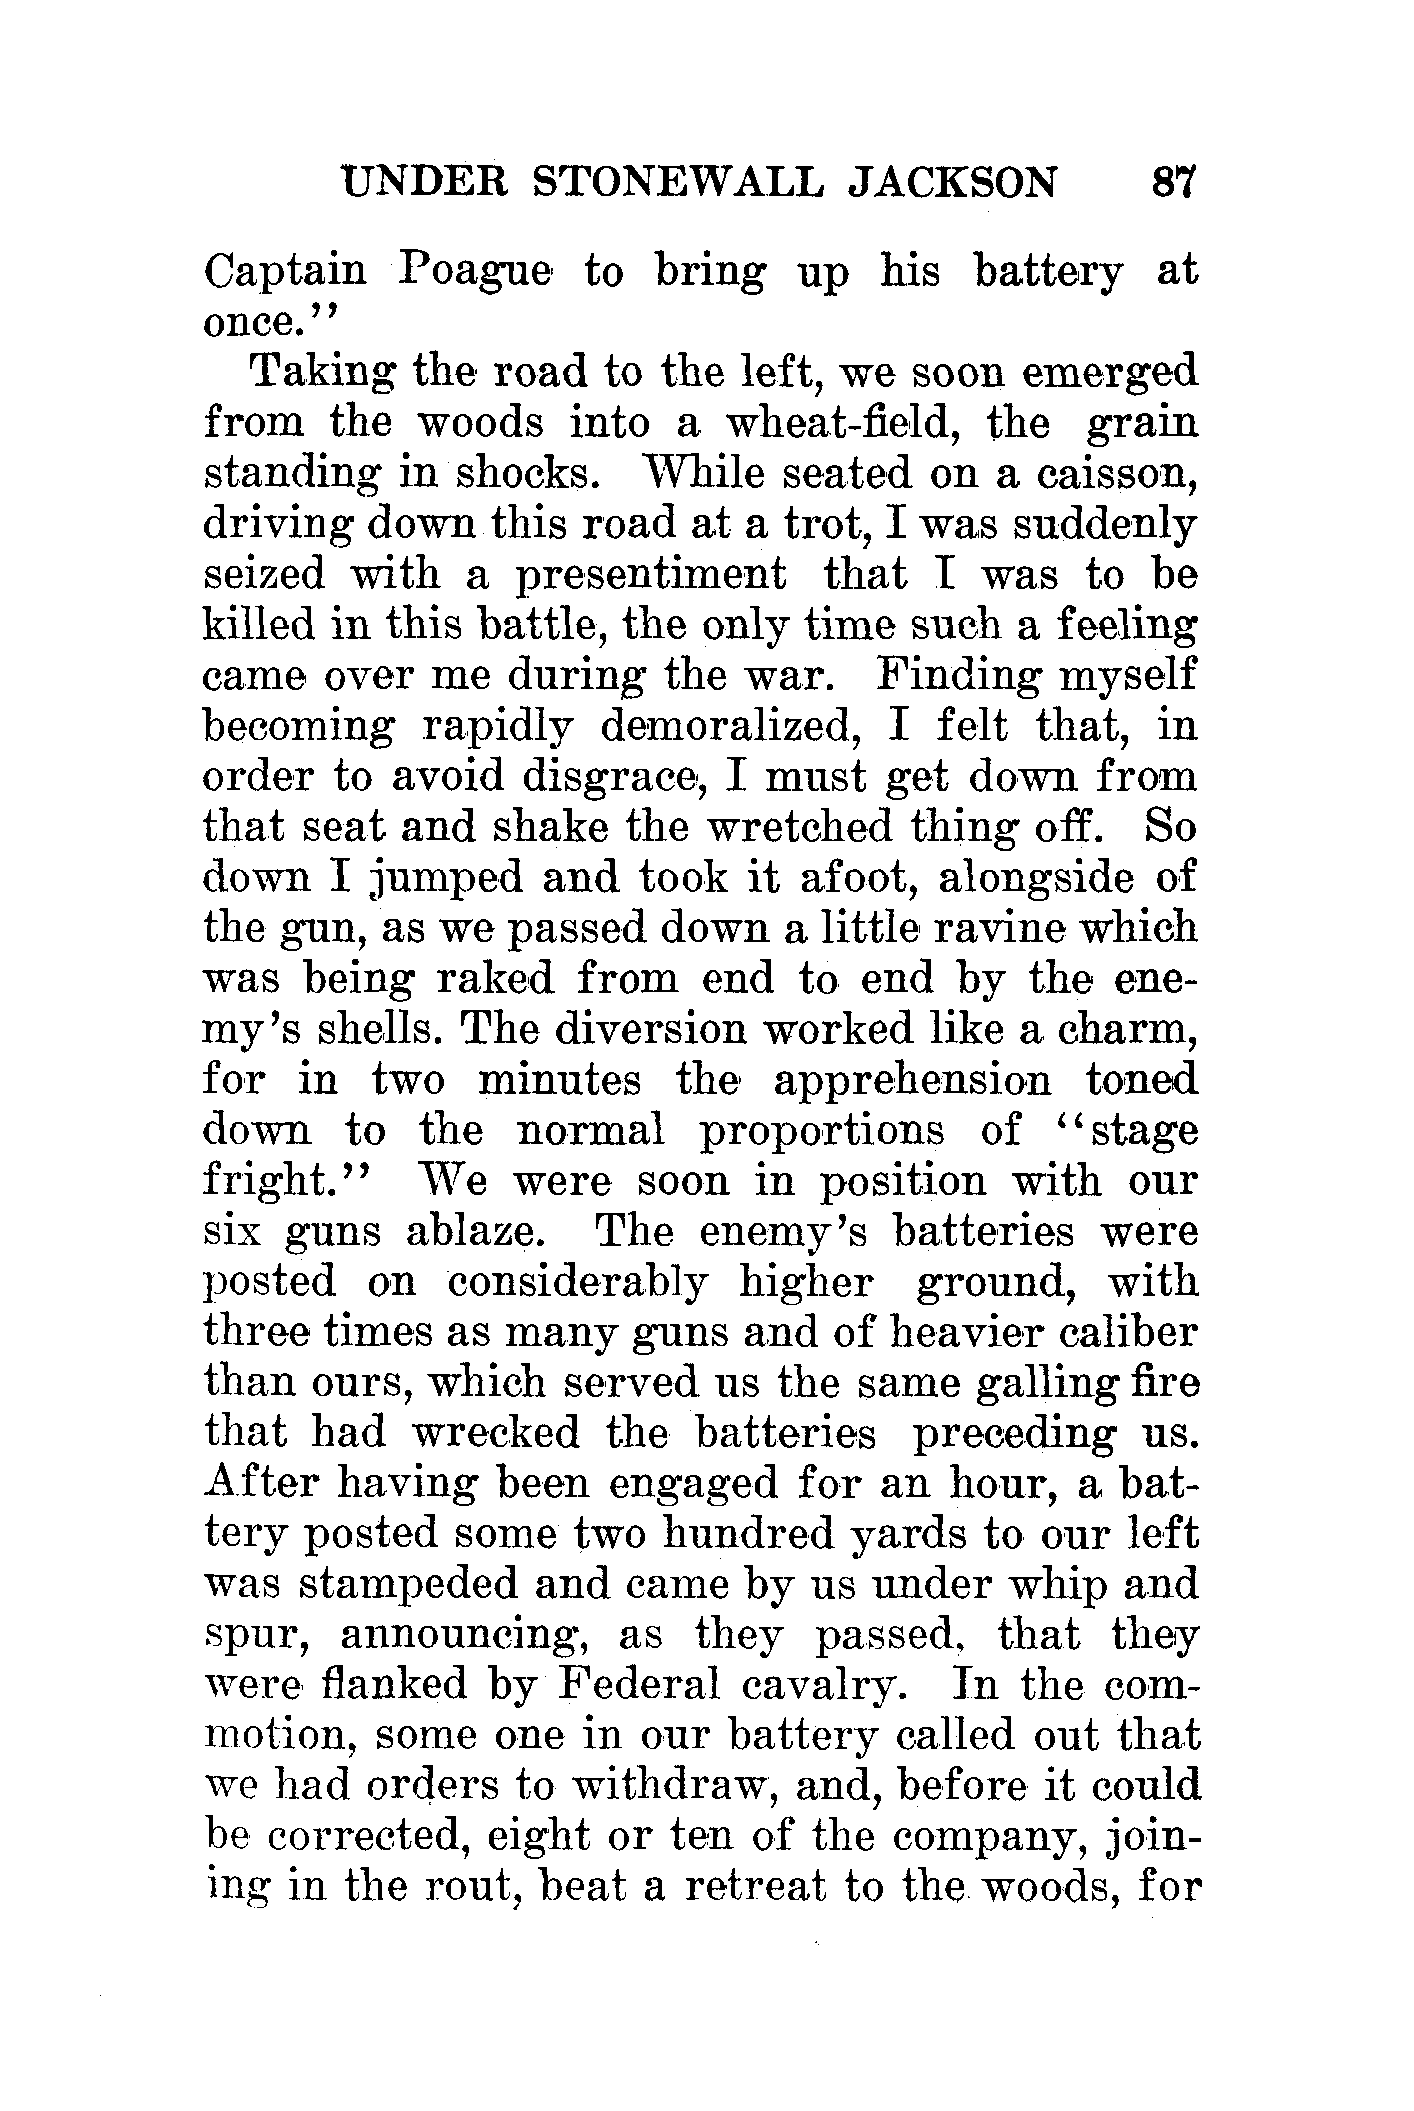 UNDER STONEWALL JACKSON 87
Captain Poague to bring up his battery at
once.''
Taking the road to the left, we soon emerged
from the woods into a wheat-field, the grain
standing in shocks. While seated on a caisson,
driving down this road at a trot, I was suddenly
seized with a presentiment that I was to be
killed in this battle, the only time such a feeling
came over me during the war. Finding myself
becoming rapidly demoralized, I felt that, in
order to avoid disgrace, I must get down from
that seat and shake the wretched thing off. So
down I jumped and took it afoot, alongside of
the gun, as we passed down a little ravine which
was being raked from end to end by the ene-
my's shells. The diversion worked like a charm,
for in two minutes the apprehension toned
down to the normal proportions of ''stage
fright.'' We were soon in position with our
six guns ablaze. The enemy's batteries were
posted on considerably higher ground, with
three times as many guns and of heavier caliber
than ours, which served us the same galling fire
that had wrecked the batteries preceding us.
After having been engaged for an hour, a bat-
tery posted some two hundred yards to our left
was stampeded and came by us under whip and
spur, announcing, as they passed, that they
were flanked by Federal cavalry. In the com-
motion, some one in our battery called out that
we had orders to withdraw, and, before it could
be corrected, eight or ten of the company, join-
ing in the rout, beat a retreat to the woods, for